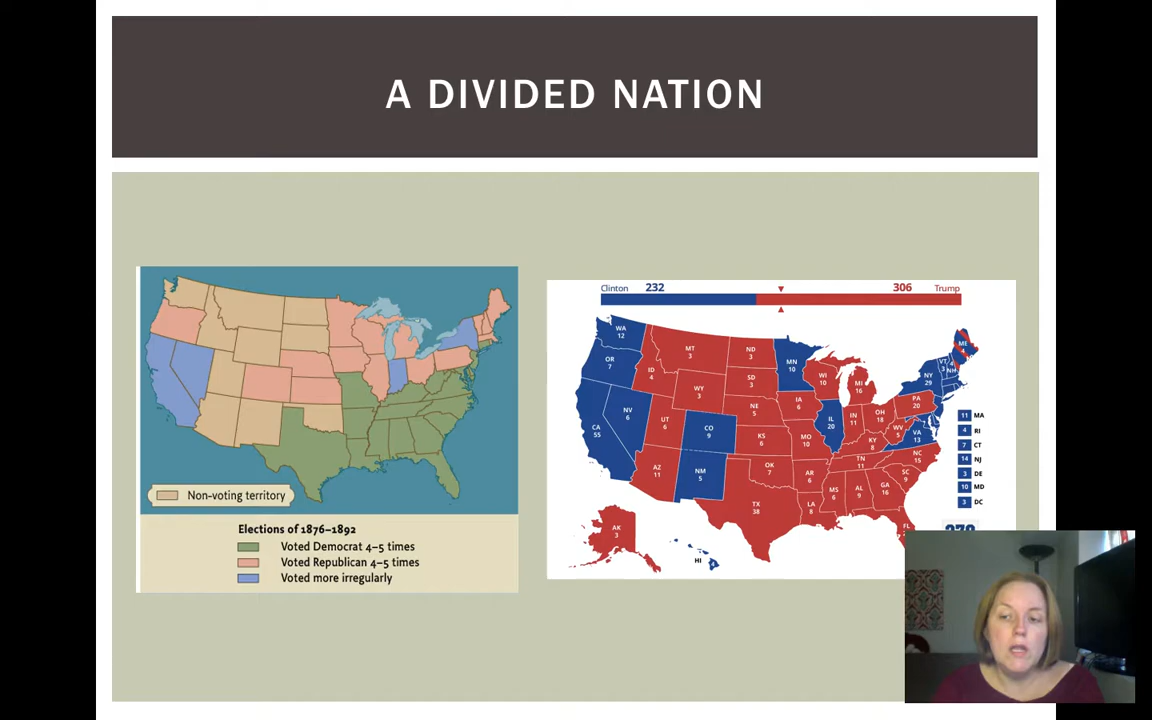 A DIVIDED NATION
Non-voting territory
Elections of 1876–1892
Voted Democrat 4–5 times
Voted Republican 4–5 times
Voted more irregularly
Clinton 232 306 Trump
WA
12
OR
7
CA
55
NV
6
ID
4
MT
3
WY
3
UT
6
AZ
11
CO
9
NM
5
ND
3
SD
3
NE
5
KS
6
OK
7
TX
38
MN
10
IA
6
MO
10
AR
6
LA
8
WI
10
IL
20
MI
16
IN
11
OH
18
KY
8
TN
11
MS
6
AL
9
GA
16
FL
SC
9
NC
15
VA
13
WV
5
PA
20
NY
29
VT
3
NH
ME
11 MA
4 RI
7 CT
14 NJ
3 DE
10 MD
3 DC
AK
3
HI
270